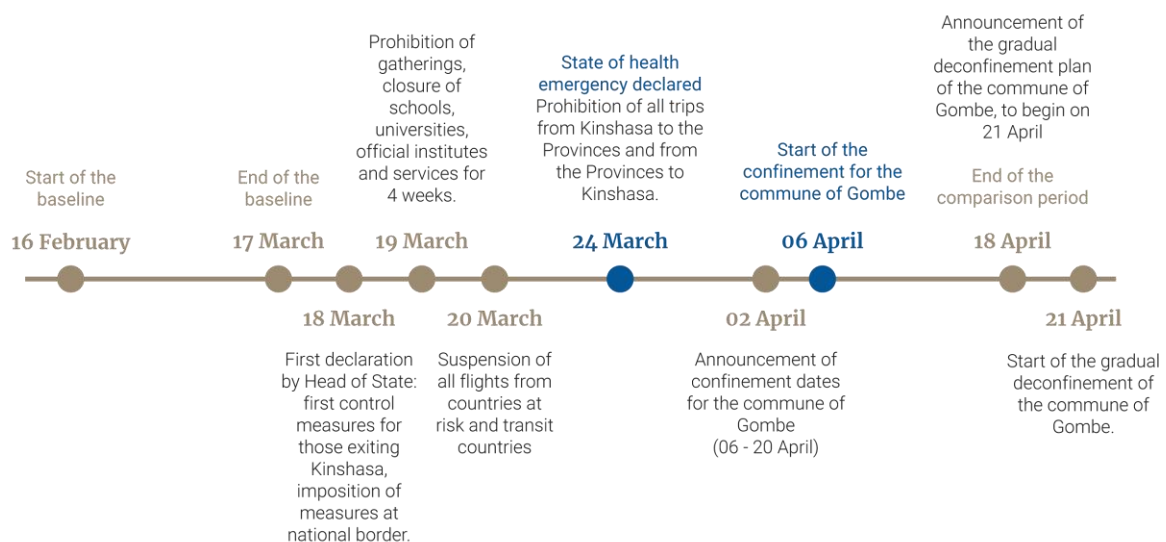 Start of the
baseline
16 February
End of the
baseline
17 March
18 March
First declaration
by Head of State:
first control
measures for
those exiting
Kinshasa,
imposition of
measures at
national border.
Prohibition of
gatherings,
closure of
schools,
universities,
official institutes
and services for
4 weeks.
19 March
20 March
Suspension of
all flights from
countries at
risk and transit
countries
State of health
emergency declared
Prohibition of all trips
from Kinshasa to the
Provinces and from
the Provinces to
Kinshasa.
24 March
02 April
Announcement of
confinement dates
for the commune of
Gombe
(06 - 20 April)
Start of the
confinement for the
commune of Gombe
06 April
Announcement of
the gradual
deconfinement plan
of the commune of
Gombe, to begin on
21 April
End of the
comparison period
18 April
21 April
Start of the gradual
deconfinement of
the commune of
Gombe.